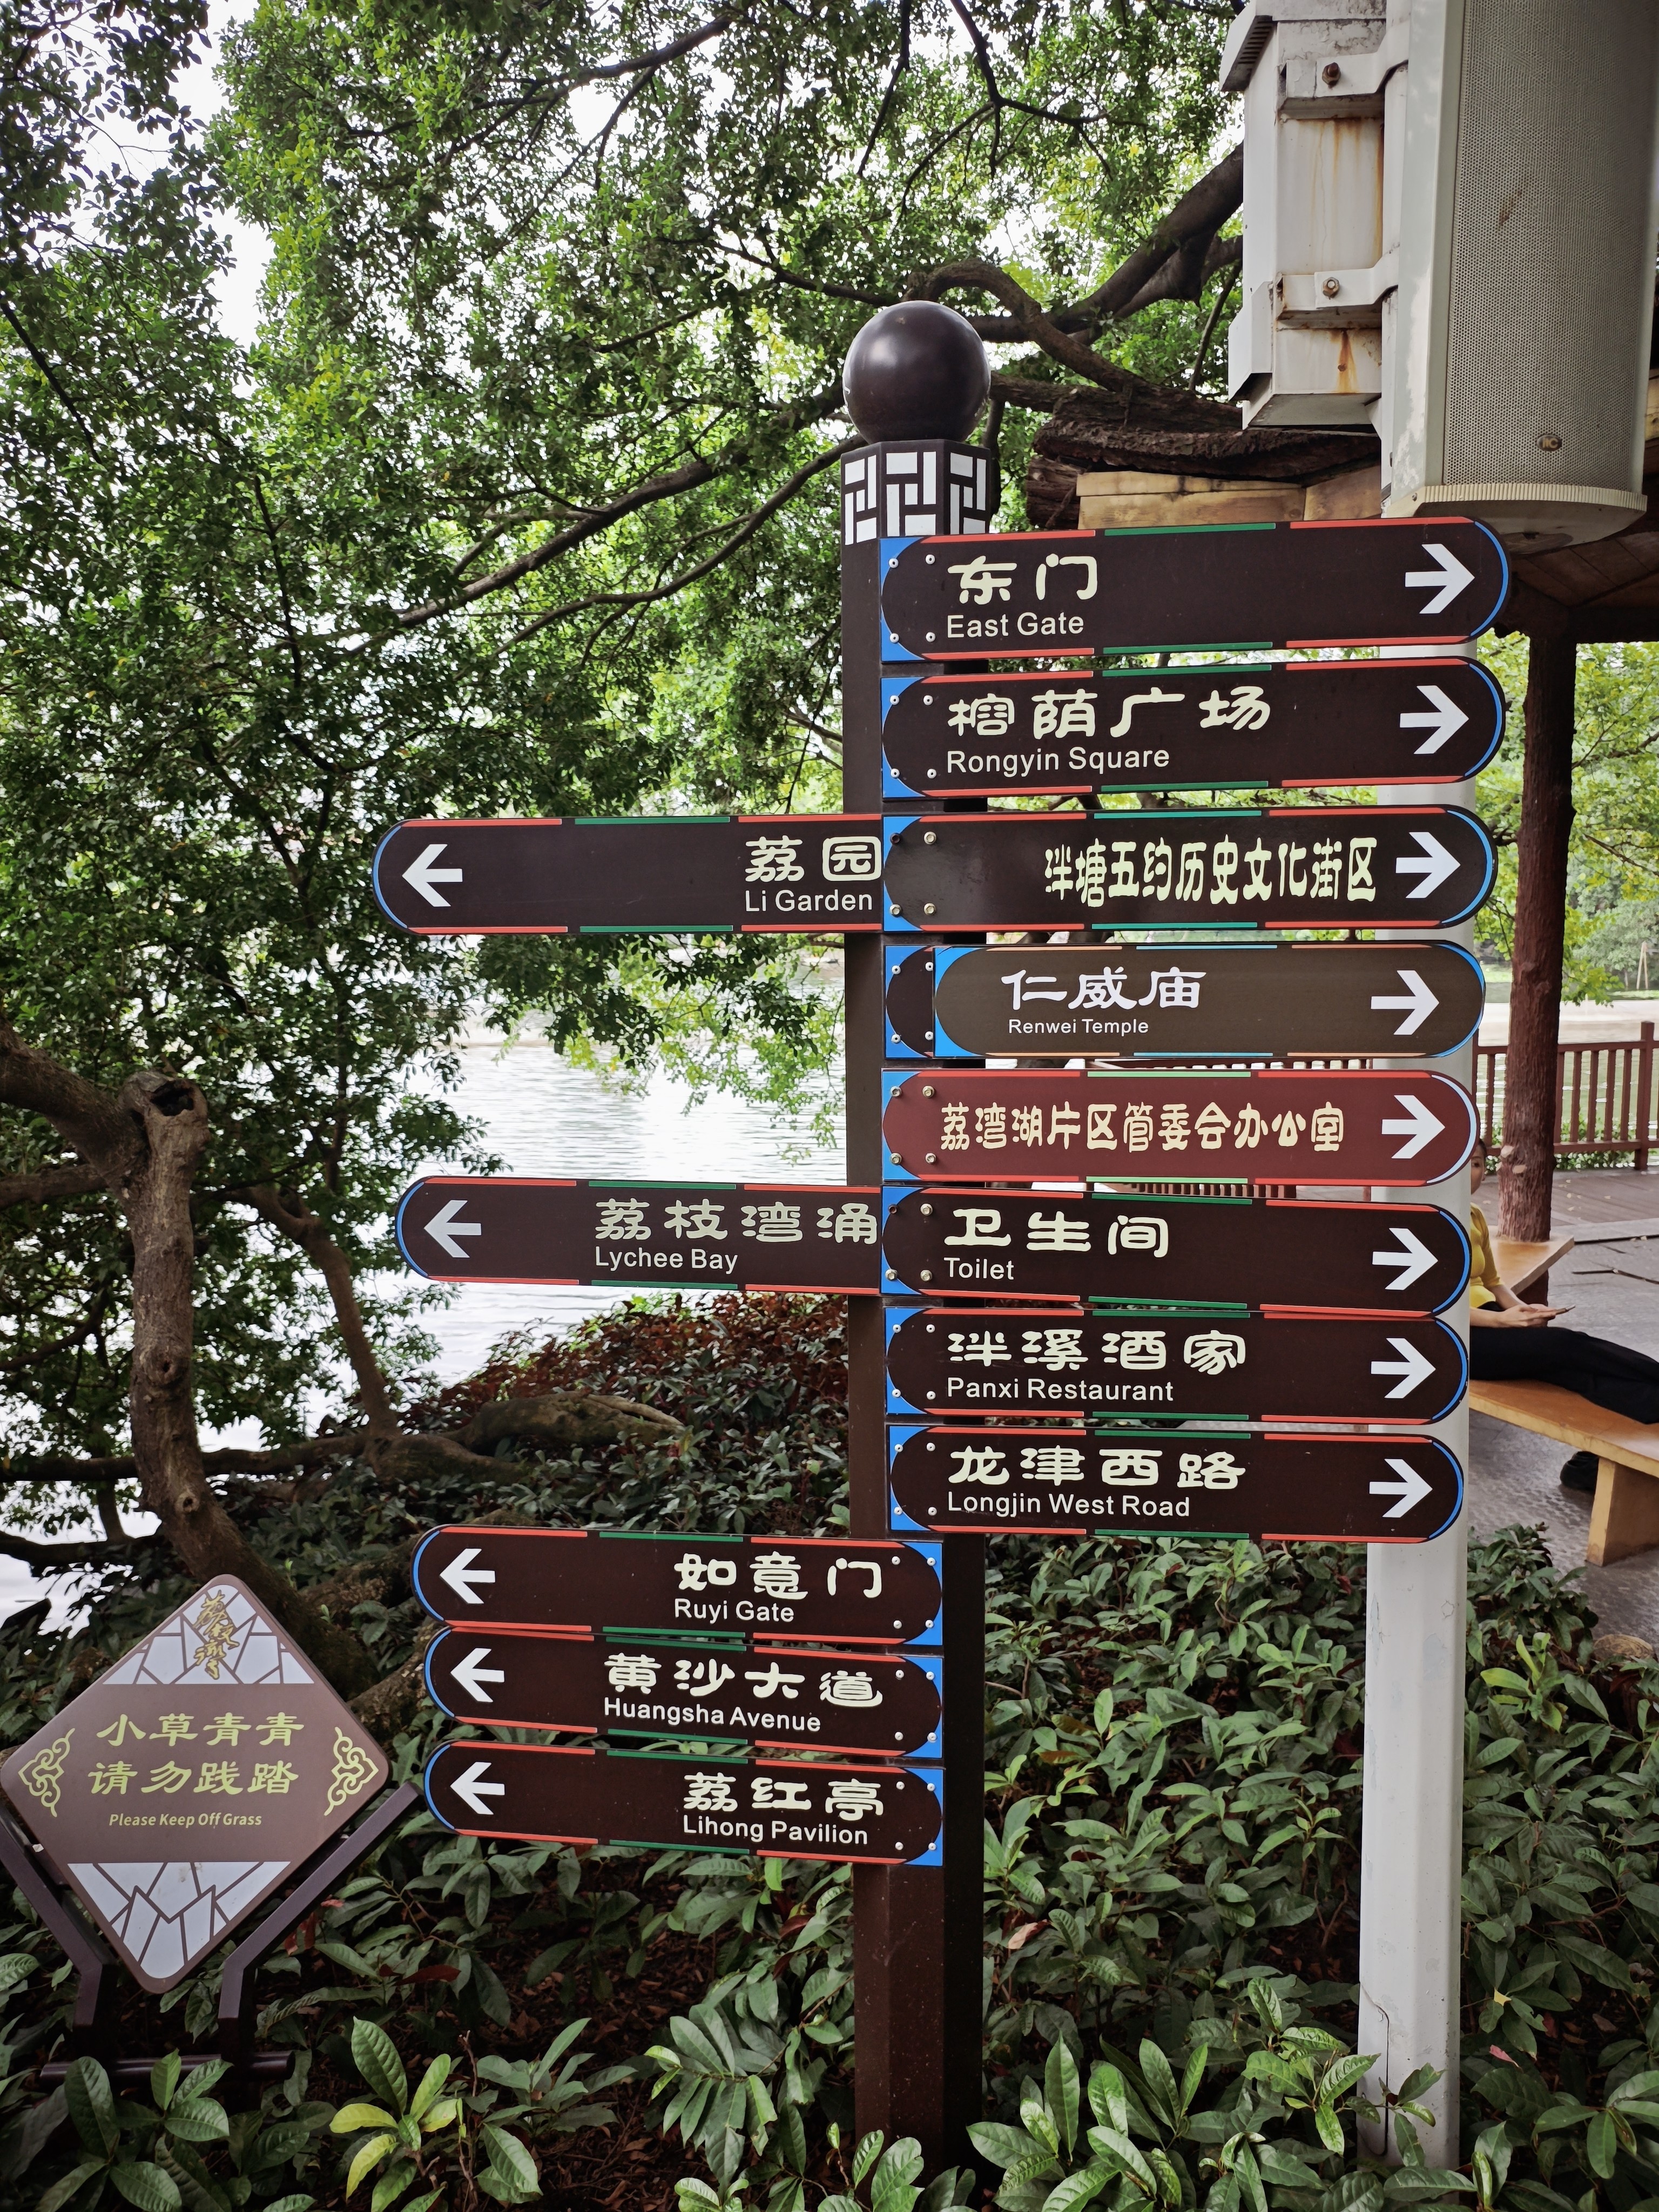 东门
East Gate
榕荫广场
Rongyin Square
荔园
Li Garden
泮塘五约历史文化街区
仁威庙
Renwei Temple
荔湾湖片区管委会办公室
荔枝湾涌
Lychee Bay
卫生间
Toilet
泮溪酒家
Panxi Restaurant
龙津西路
Longjin West Road
如意门
Ruyi Gate
黄沙大道
Huangsha Avenue
荔红亭
Lihong Pavilion
小草青青
请勿践踏
Please Keep Off Grass